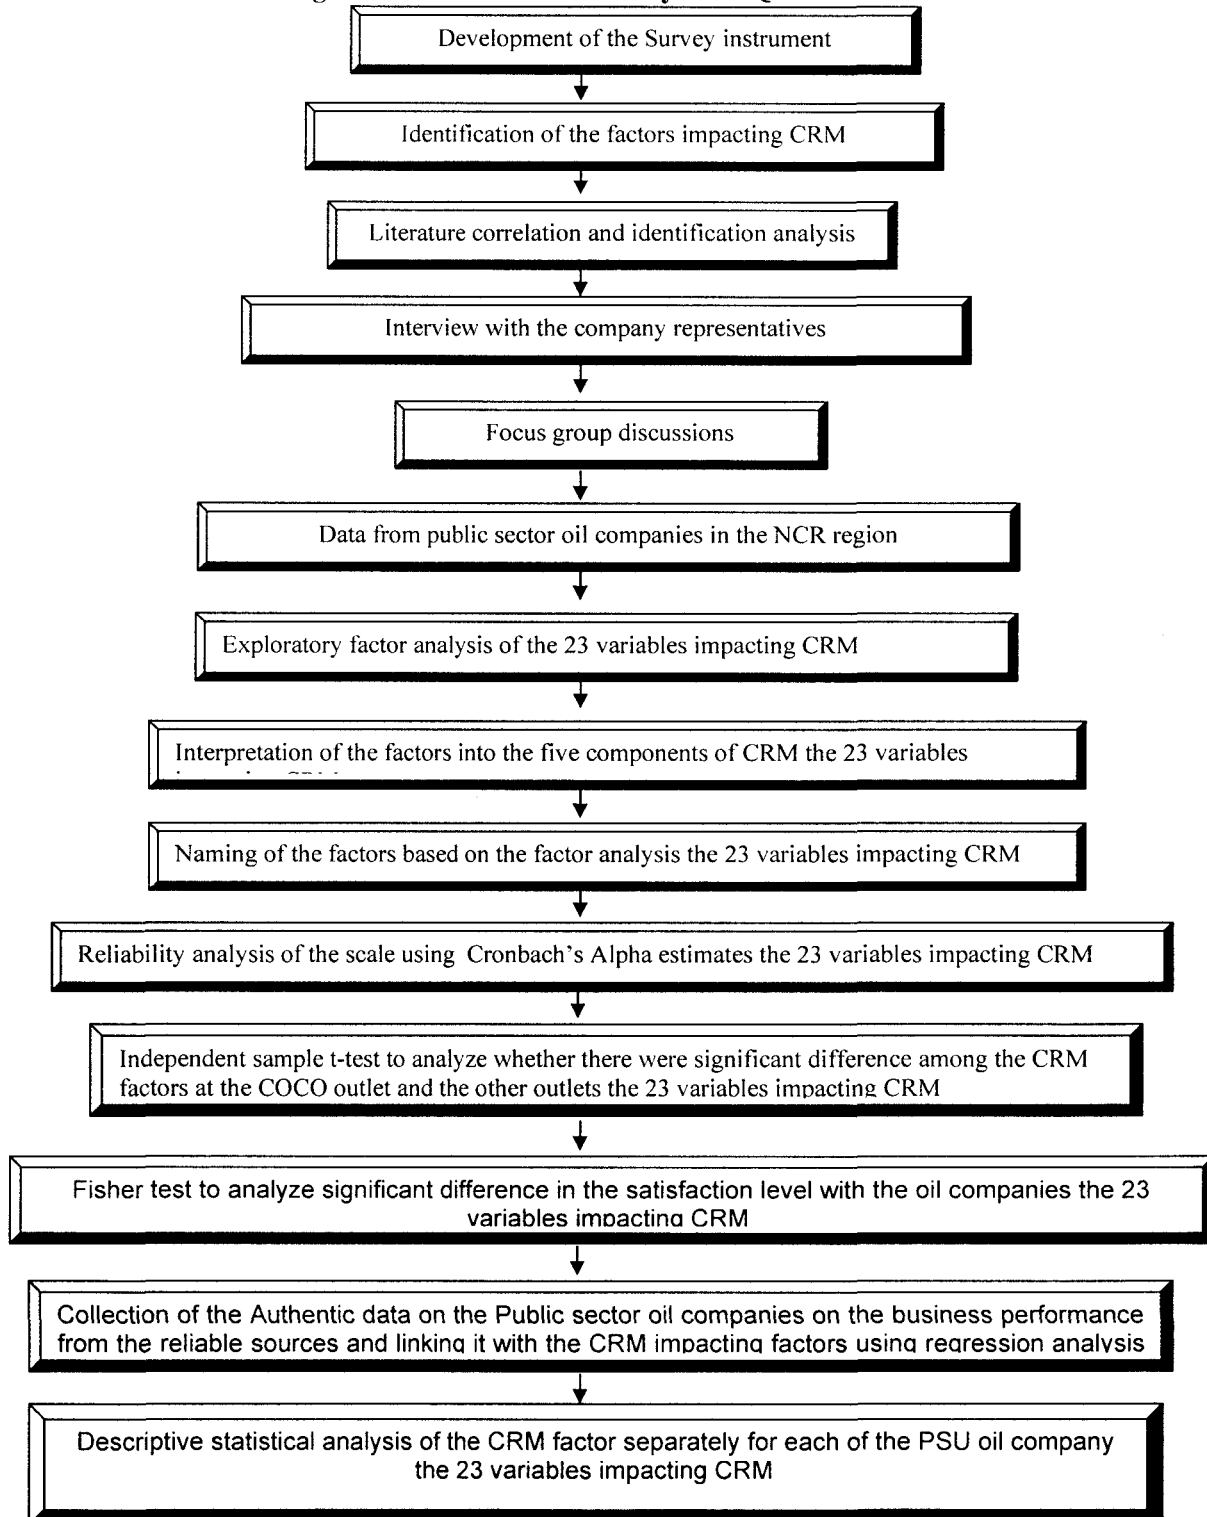 Development of the Survey instrument
Identification of the factors impacting CRM
Literature correlation and identification analysis
Interview with the company representatives
Focus group discussions
Data from public sector oil companies in the NCR region
Exploratory factor analysis of the 23 variables impacting CRM
Interpretation of the factors into the five components of CRM the 23 variables
Naming of the factors based on the factor analysis the 23 variables impacting CRM
Reliability analysis of the scale using Cronbach's Alpha estimates the 23 variables impacting CRM
Independent sample t-test to analyze whether there were significant difference among the CRM
factors at the COCO outlet and the other outlets the 23 variables impacting CRM
Fisher test to analyze significant difference in the satisfaction level with the oil companies the 23
variables impacting CRM
Collection of the Authentic data on the Public sector oil companies on the business performance
from the reliable sources and linking it with the CRM impacting factors using regression analysis
Descriptive statistical analysis of the CRM factor separately for each of the PSU oil company
the 23 variables impacting CRM